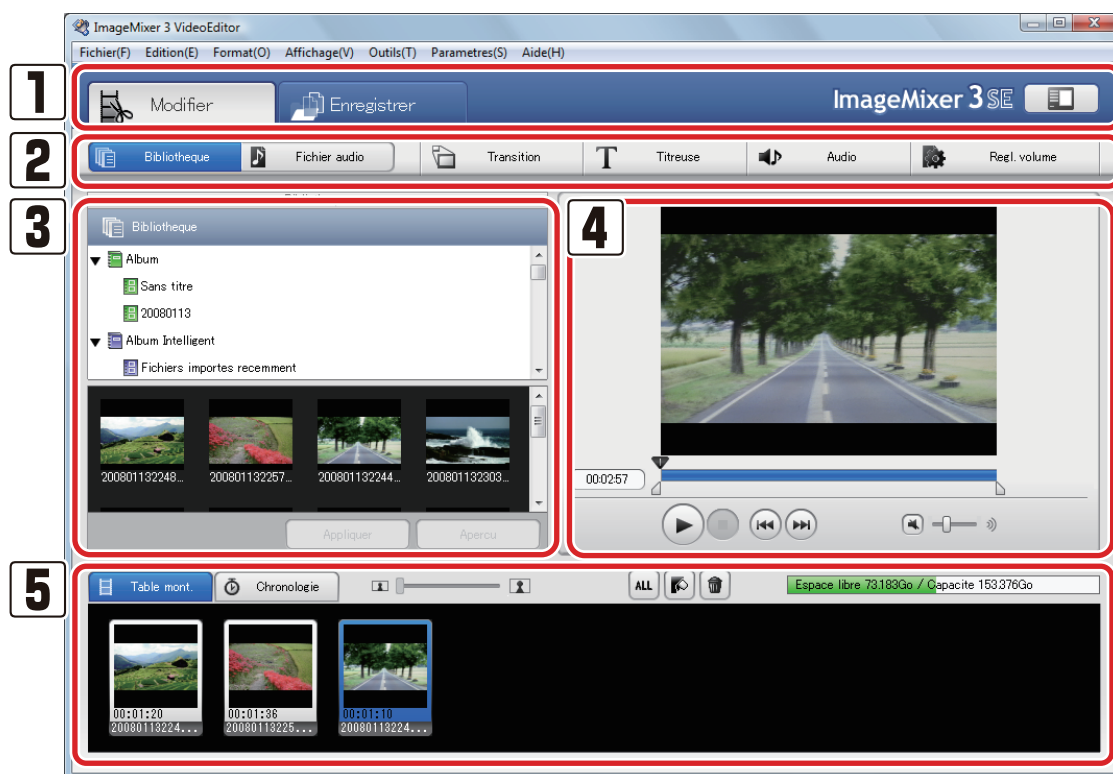 ImageMixer 3 VideoEditor
Fichier(F) Edition(E) Format(O) Affichage(V) Outils(T) Parametres(S) Aide(H)
1
Modifier
Enregistrer
ImageMixer 3 SE
2
Bibliotheque
Fichier audio
Transition
T
Titreuse
Audio
Regl. volume
3
Bibliotheque
Album
Sans titre
20080113
Album Intelligent
Fichiers importes recemment
200801132248...
200801132257...
200801132244...
200801132303...
Appliquer
Apercu
4
00:02:57
5
Table mont.
Chronologie
ALL
Espace libre 73.183Go / Capacite 153.376Go
00:01:20
20080113224...
00:01:36
20080113225...
00:01:10
20080113224...